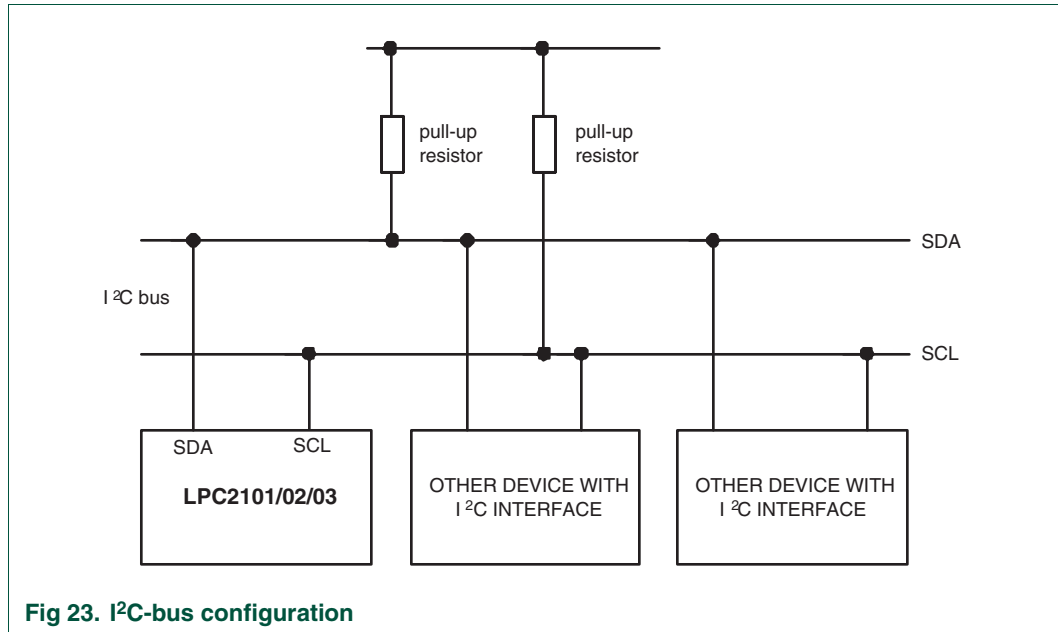 pull-up
resistor
pull-up
resistor
SDA
I ²C bus
SCL
SDA SCL
LPC2101/02/03
OTHER DEVICE WITH
I ²C INTERFACE
OTHER DEVICE WITH
I ²C INTERFACE
Fig 23. I²C-bus configuration